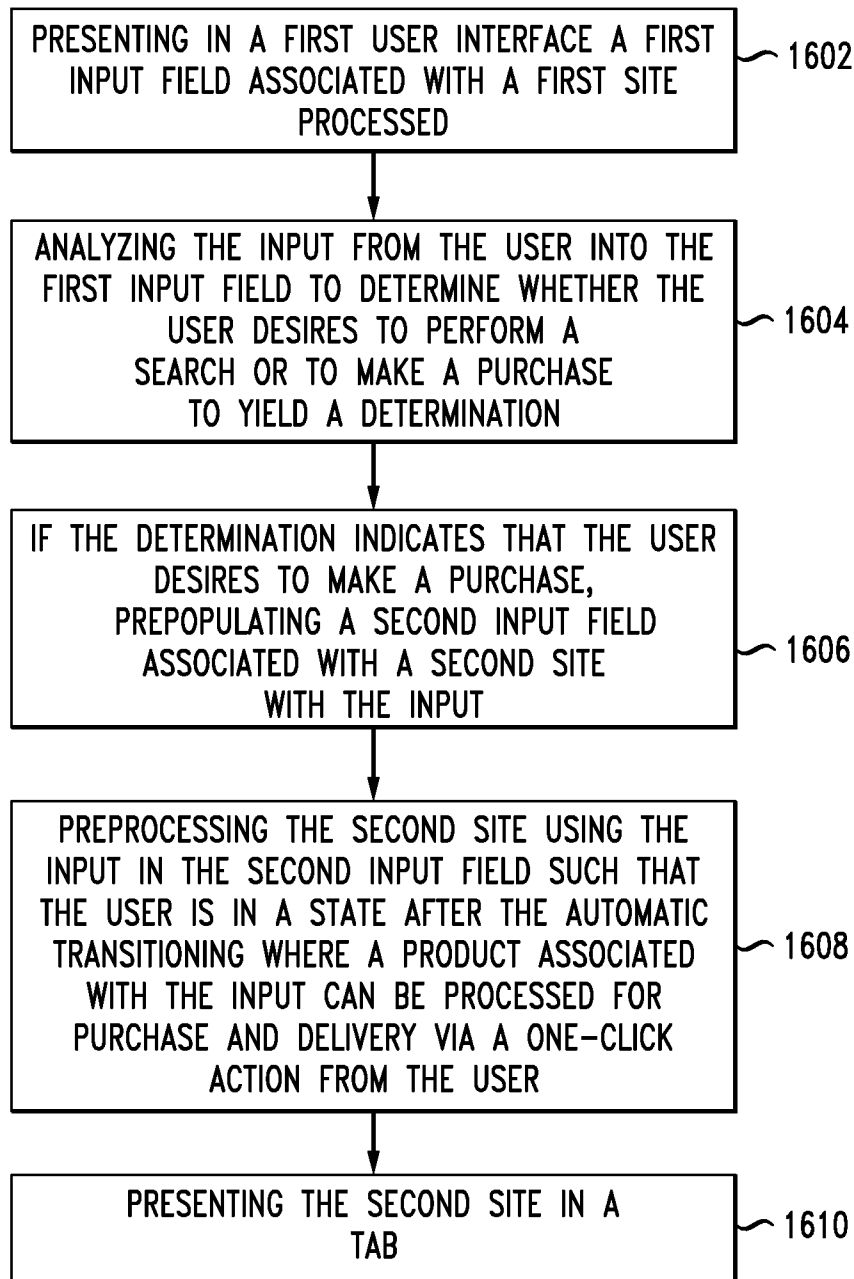 PRESENTING IN A FIRST USER INTERFACE A FIRST
INPUT FIELD ASSOCIATED WITH A FIRST SITE
PROCESSED
1602
ANALYZING THE INPUT FROM THE USER INTO THE
FIRST INPUT FIELD TO DETERMINE WHETHER THE
USER DESIRES TO PERFORM A
SEARCH OR TO MAKE A PURCHASE
TO YIELD A DETERMINATION
1604
IF THE DETERMINATION INDICATES THAT THE USER
DESIRES TO MAKE A PURCHASE,
PREPOPULATING A SECOND INPUT FIELD
ASSOCIATED WITH A SECOND SITE
WITH THE INPUT
1606
PREPROCESSING THE SECOND SITE USING THE
INPUT IN THE SECOND INPUT FIELD SUCH THAT
THE USER IS IN A STATE AFTER THE AUTOMATIC
TRANSITIONING WHERE A PRODUCT ASSOCIATED
WITH THE INPUT CAN BE PROCESSED FOR
PURCHASE AND DELIVERY VIA A ONE-CLICK
ACTION FROM THE USER
1608
PRESENTING THE SECOND SITE IN A
TAB
1610